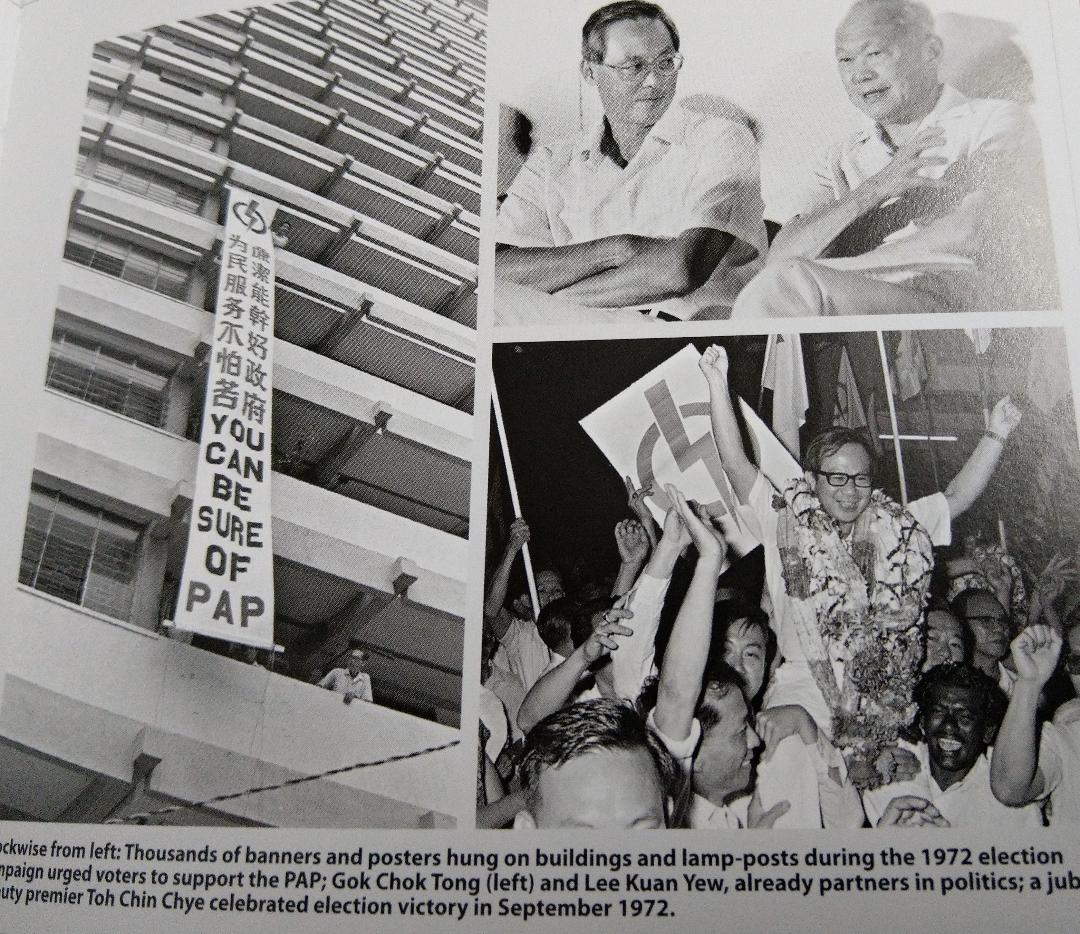 廉潔能幹好政府
为民服务不怕苦
YOU
CAN
BE
SURE
OF
PAP
ockwise from left: Thousands of banners and posters hung on buildings and lamp-posts during the 1972 election
mpaign urged voters to support the PAP; Gok Chok Tong (left) and Lee Kuan Yew, already partners in politics; a jub
uty premier Toh Chin Chye celebrated election victory in September 1972.